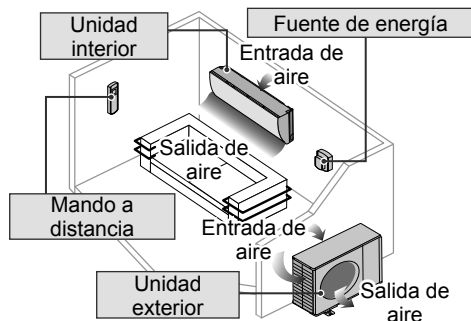 Unidad
interior
Fuente de energía
Entrada de
aire
Salida de
aire
Mando a
distancia
Entrada de
aire
Unidad
exterior
Salida de
aire